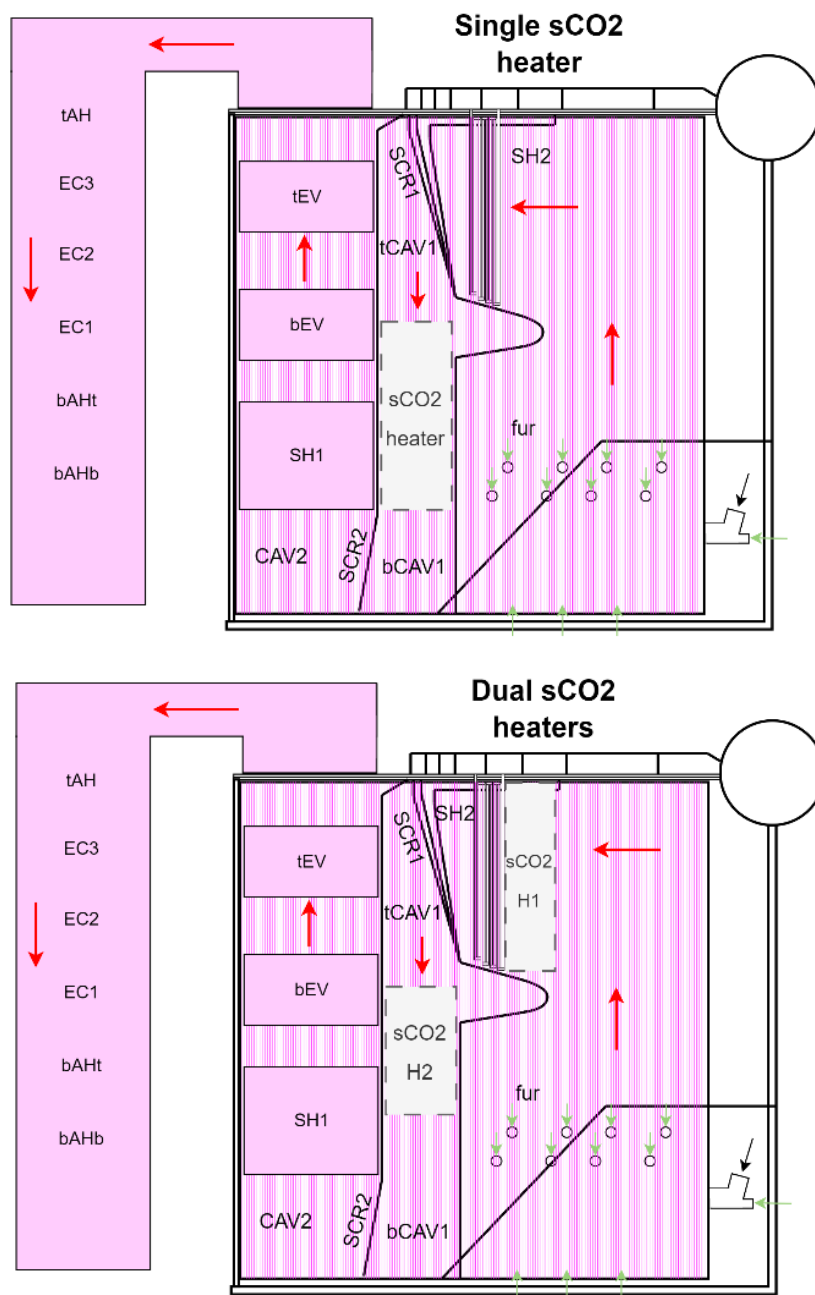 Single sCO2
heater
tAH
EC3
EC2
EC1
bAHt
bAHb
tEV
bEV
SH1
CAV2
SCR2
SCR1
tCAV1
sCO2
heater
bCAV1
SH2
fur
Dual sCO2
heaters
tAH
EC3
EC2
EC1
bAHt
bAHb
tEV
bEV
SH1
CAV2
SCR2
SCR1
tCAV1
sCO2
H2
bCAV1
SH2
sCO2
H1
fur